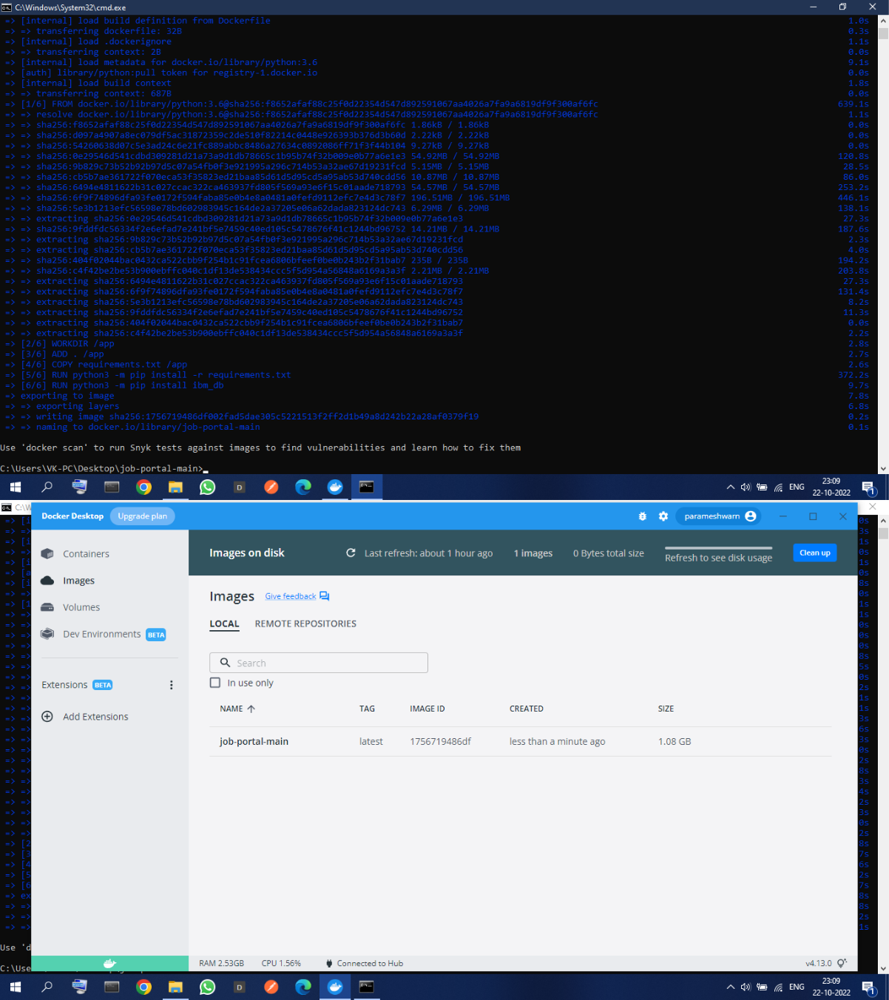 C:\Windows\System32\cmd.exe
=> [internal] load build definition from Dockerfile 1.0s
=> => transferring dockerfile: 32B 0.3s
=> [internal] load .dockerignore 1.1s
=> => transferring context: 2B 0.0s
=> [internal] load metadata for docker.io/library/python:3.6 9.1s
=> [auth] library/python:pull token for registry-1.docker.io 0.0s
=> [internal] load build context 1.8s
=> => transferring context: 687B 0.0s
=> [1/6] FROM docker.io/library/python:3.6@sha256:f8652afaf88c25f0d22354d547d892591067aa4026a7fa9a6819df9f300af6fc 639.1s
=> => resolve docker.io/library/python:3.6@sha256:f8652afaf88c25f0d22354d547d892591067aa4026a7fa9a6819df9f300af6fc 1.1s
=> => sha256:f8652afaf88c25f0d22354d547d892591067aa4026a7fa9a6819df9f300af6fc 1.86kB / 1.86kB 0.0s
=> => sha256:d097a4907a8ec079df5ac31872359c2de510f82214c0448e926393b376d3b60d 2.22kB / 2.22kB 0.0s
=> => sha256:54260638d07c5e3ad24c6e21fc889abbc8486a27634c0892086ff71f3f44b104 9.27kB / 9.27kB 0.0s
=> => sha256:0e29546d541cdbd309281d21a73a9d1db78665c1b95b74f32b009e0b77a6e1e3 54.92MB / 54.92MB 120.8s
=> => sha256:9b829c73b52b92b97d5c07a54fb0f3e921995a296c714b53a32ae67d19231fcd 5.15MB / 5.15MB 28.5s
=> => sha256:cb5b7ae361722f070eca53f35823ed21baa85d61d5d95cd5a95ab53d740cdd56 10.87MB / 10.87MB 86.0s
=> => sha256:6494e4811622b31c027ccac322ca463937fd805f569a93e6f15c01aade718793 54.57MB / 54.57MB 253.2s
=> => sha256:6f9f74896dfa93fe0172f594faba85e0b4e8a0481a0fefd9112efc7e4d3c78f7 196.51MB / 196.51MB 446.1s
=> => sha256:5e3b1213efc56598e78bd602983945c164de2a37205e06a62dada823124dc743 6.29MB / 6.29MB 138.1s
=> => extracting sha256:0e29546d541cdbd309281d21a73a9d1db78665c1b95b74f32b009e0b77a6e1e3 27.3s
=> => sha256:9fddfdc56334f2e6efad7e241bf5e7459c40ed105c5478676f41c1244bd96752 14.21MB / 14.21MB 187.6s
=> => extracting sha256:9b829c73b52b92b97d5c07a54fb0f3e921995a296c714b53a32ae67d19231fcd 2.3s
=> => extracting sha256:cb5b7ae361722f070eca53f35823ed21baa85d61d5d95cd5a95ab53d740cdd56 4.0s
=> => sha256:404f02044bac0432ca522cbb9f254b1c91fcea6806bfeef0be0b243b2f31bab7 235B / 235B 194.2s
=> => sha256:c4f42be2be53b900ebffc040c1df13de538434ccc5f5d954a56848a6169a3a3f 2.21MB / 2.21MB 203.8s
=> => extracting sha256:6494e4811622b31c027ccac322ca463937fd805f569a93e6f15c01aade718793 27.3s
=> => extracting sha256:6f9f74896dfa93fe0172f594faba85e0b4e8a0481a0fefd9112efc7e4d3c78f7 131.4s
=> => extracting sha256:5e3b1213efc56598e78bd602983945c164de2a37205e06a62dada823124dc743 8.2s
=> => extracting sha256:9fddfdc56334f2e6efad7e241bf5e7459c40ed105c5478676f41c1244bd96752 11.3s
=> => extracting sha256:404f02044bac0432ca522cbb9f254b1c91fcea6806bfeef0be0b243b2f31bab7 0.0s
=> => extracting sha256:c4f42be2be53b900ebffc040c1df13de538434ccc5f5d954a56848a6169a3a3f 2.2s
=> [2/6] WORKDIR /app 2.8s
=> [3/6] ADD . /app 2.7s
=> [4/6] COPY requirements.txt /app 2.6s
=> [5/6] RUN python3 -m pip install -r requirements.txt 372.2s
=> [6/6] RUN python3 -m pip install ibm_db 9.7s
=> exporting to image 7.8s
=> => exporting layers 6.8s
=> => writing image sha256:1756719486df002fad5dae305c5221513f2ff2d1b49a8d242b22a28af0379f19 0.2s
=> => naming to docker.io/library/job-portal-main 0.1s
Use 'docker scan' to run Snyk tests against images to find vulnerabilities and learn how to fix them
C:\Users\VK-PC\Desktop\job-portal-main>
ENG 23:09
22-10-2022
1
C:\W
Docker Desktop Upgrade plan parameshwarn
Containers
Images
Volumes
Dev Environments BETA
Extensions BETA
Add Extensions
Images on disk Last refresh: about 1 hour ago 1 images 0 Bytes total size Refresh to see disk usage Clean up
Images Give feedback
LOCAL REMOTE REPOSITORIES
Search
In use only
NAME TAG IMAGE ID CREATED SIZE
job-portal-main latest 1756719486df less than a minute ago 1.08 GB
Use 'd
RAM 2.53GB CPU 1.56% Connected to Hub v4.13.0
C:\Use
ENG 23:09
22-10-2022
1